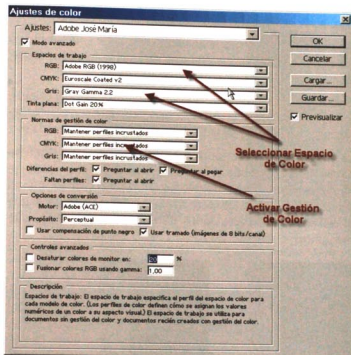 Ajustes de color
Ajustes: Adobe José María
Modo avanzado
Espacios de trabajo
RGB: Adobe RGB (1998)
CMYK: Euroscale Coated v2
Gris: Gray Gamma 2.2
Tinta plana: Dot Gain 20%
Normas de gestión de color
RGB: Mantener perfiles incrustados
CMYK: Mantener perfiles incrustados
Gris: Mantener perfiles incrustados
Diferencias del perfil: Preguntar al abrir Preguntar al pegar
Faltan perfiles: Preguntar al abrir
Opciones de conversión
Motor: Adobe (ACE)
Propósito: Perceptual
Usar compensación de punto negro Usar tramado (imágenes de 8 bits/canal)
Controles avanzados
Desaturar colores de monitor en: %
Fusionar colores RGB usando gamma: 1,00
Descripción
Espacios de trabajo: El espacio de trabajo especifica el perfil del espacio de color para
cada modelo de color. (Los perfiles de color definen cómo se asignan los valores
numéricos de un color a su aspecto visual.) El espacio de trabajo se utiliza para
documentos sin gestión del color y documentos recién creados con gestión del color.
OK
Cancelar
Cargar...
Guardar...
Previsualizar
Seleccionar Espacio
de Color
Activar Gestión
de Color